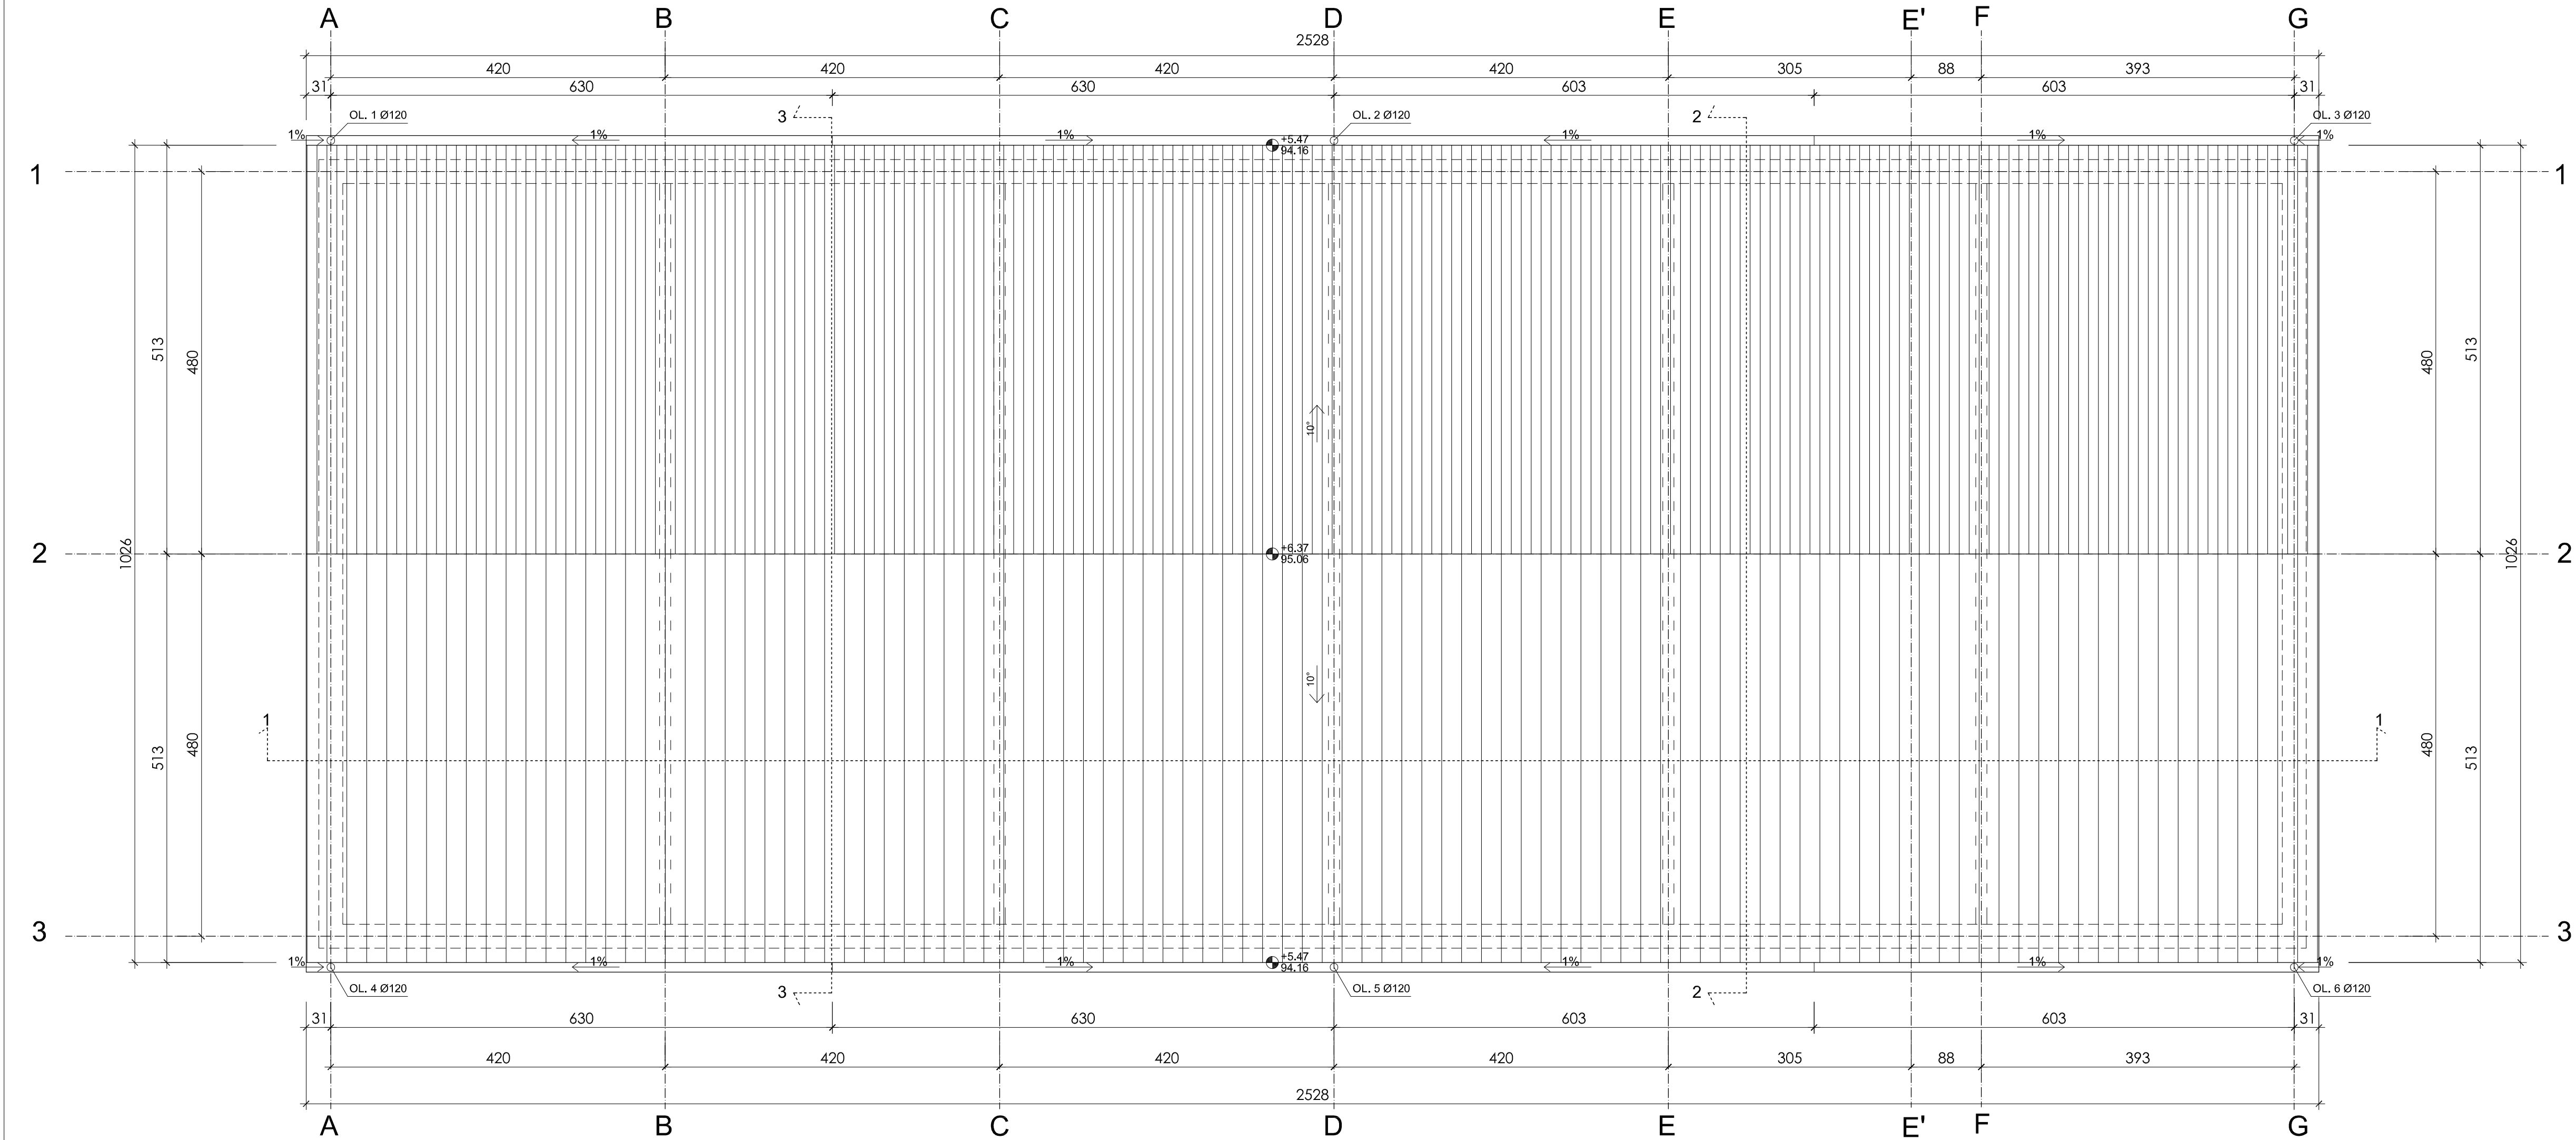 A B C D E E' F G
2528
420 420 420 420 305 88 393
31 630 630 603 603 31
3 2
OL. 1 Ø120 OL. 2 Ø120 OL. 3 Ø120
1% 1% 1% 1% 1% 1%
+5.47
94.16
1 1
513 480 480 513
10°
1026 1026
2 2
+6.37
95.06
10°
1 1
513 480 480 513
3 3
+5.47
94.16
1% 1% 1% 1% 1% 1%
OL. 4 Ø120 OL. 5 Ø120 OL. 6 Ø120
3 2
31 630 630 603 603 31
420 420 420 420 305 88 393
2528
A B C D E E' F G